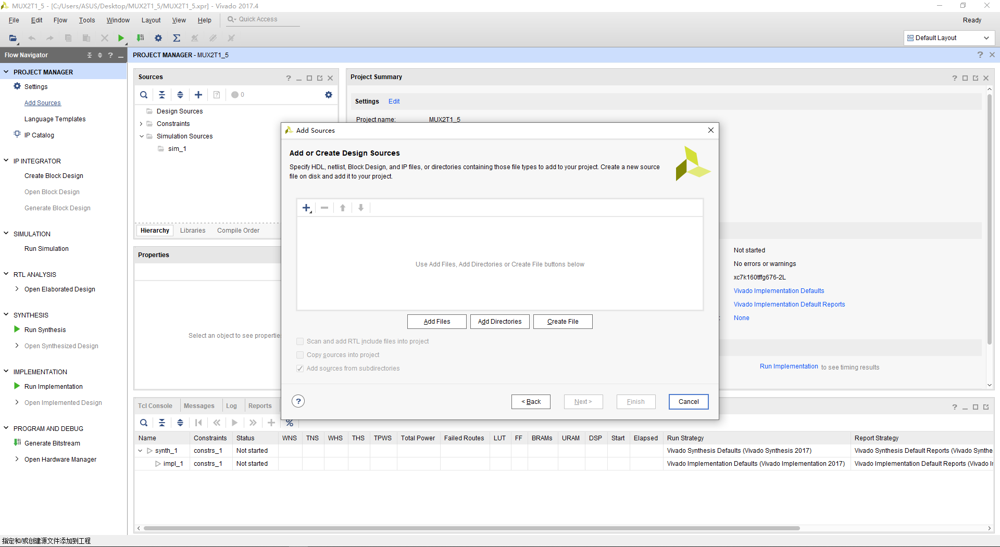 MUX2T1_5 - [C:/Users/ASUS/Desktop/MUX2T1_5/MUX2T1_5.xpr] - Vivado 2017.4
File Edit Flow Tools Window Layout View Help Quick Access Ready
Default Layout
Flow Navigator
PROJECT MANAGER
Settings
Add Sources
Language Templates
IP Catalog
IP INTEGRATOR
Create Block Design
Open Block Design
Generate Block Design
SIMULATION
Run Simulation
RTL ANALYSIS
Open Elaborated Design
SYNTHESIS
Run Synthesis
Open Synthesized Design
IMPLEMENTATION
Run Implementation
Open Implemented Design
PROGRAM AND DEBUG
Generate Bitstream
Open Hardware Manager
PROJECT MANAGER - MUX2T1_5
Sources
0
Design Sources
Constraints
Simulation Sources
sim_1
Hierarchy Libraries Compile Order
Properties
Select an object to see propertie
Project Summary
Settings Edit
Project name: MUX2T1_5
Not started
No errors or warnings
xc7k160tffg676-2L
Vivado Implementation Defaults
Vivado Implementation Default Reports
None
Run Implementation to see timing results
Add Sources
Add or Create Design Sources
Specify HDL, netlist, Block Design, and IP files, or directories containing those file types to add to your project. Create a new source
file on disk and add it to your project.
Use Add Files, Add Directories or Create File buttons below
Add Files Add Directories Create File
Scan and add RTL include files into project
Copy sources into project
Add sources from subdirectories
? < Back Next > Finish Cancel
Tcl Console Messages Log Reports
Name Constraints Status WNS TNS WHS THS TPWS Total Power Failed Routes LUT FF BRAMs URAM DSP Start Elapsed Run Strategy Report Strategy
synth_1 constrs_1 Not started Vivado Synthesis Defaults (Vivado Synthesis 2017) Vivado Synthesis Default Reports (Vivado Synthe
impl_1 constrs_1 Not started Vivado Implementation Defaults (Vivado Implementation 2017) Vivado Implementation Default Reports (Vivado I
指定和/或创建源文件添加到工程